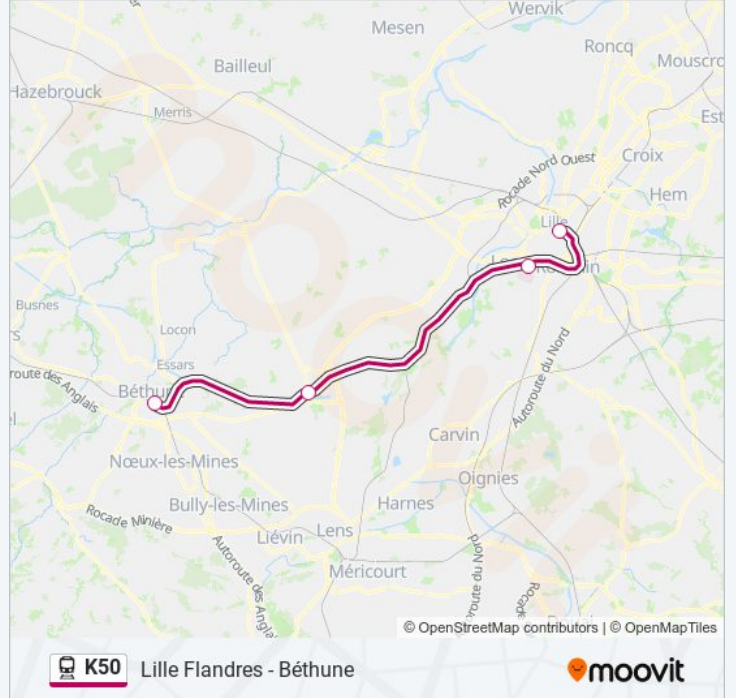 Wervik
Mesen
Roncq
Bailleul
Mouscro
Hazebrouck
Merris
Est
Rocade Nord Ouest
Croix
Hem
Lille
Busnes
Locon
Essars
route des Anglais
Béthun
Autoroute du Nord
Carvin
Nœux-les-Mines
Oignies
Bully-les-Mines
Harnes
Rocade Minière
Liévin
Lens
Autoroute des Angla
Méricourt
du Nord
Rocade
© OpenStreetMap contributors | © OpenMapTiles
K50 Lille Flandres - Béthune
moovit